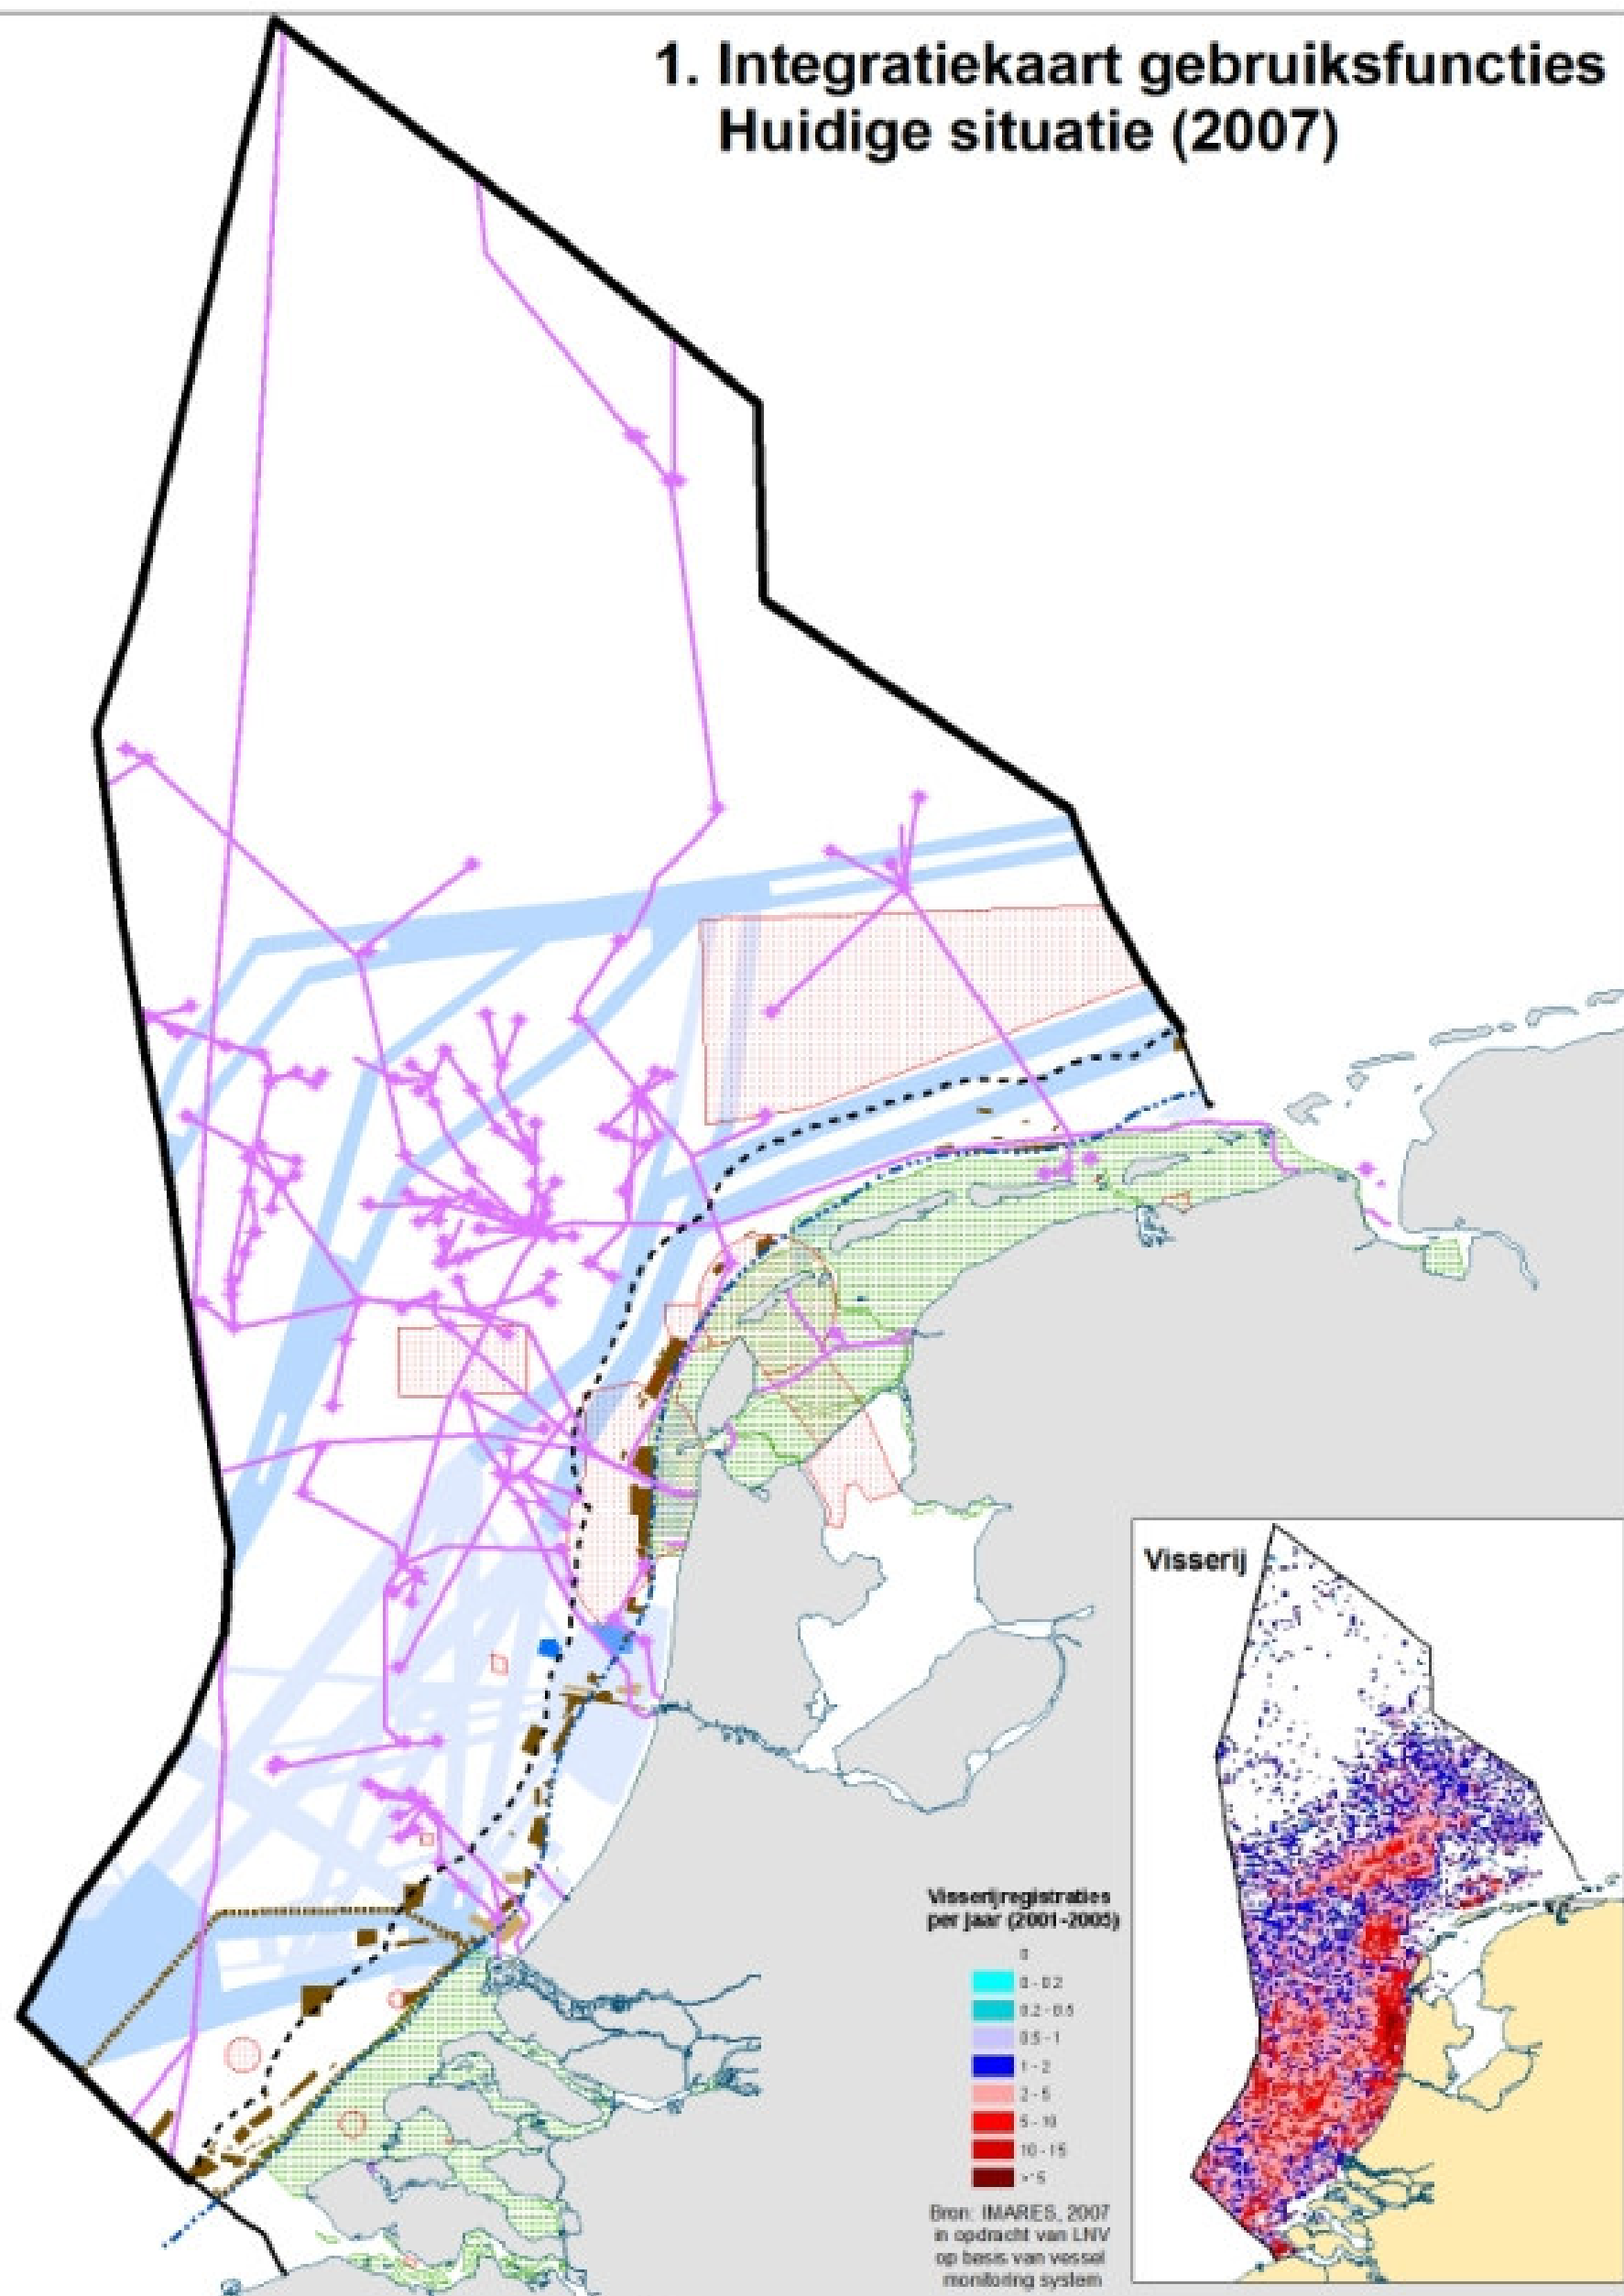 1. Integratiekaart gebruiksfuncties
Huidige situatie (2007)
Visserij
Visserijregistraties
per jaar (2001-2005)
0
0 - 0.2
0.2 - 0.5
0.5 - 1
1 - 2
2 - 5
5 - 10
10 - 15
Bron: IMARES, 2007
in opdracht van LNV
op basis van vessel
monitoring system